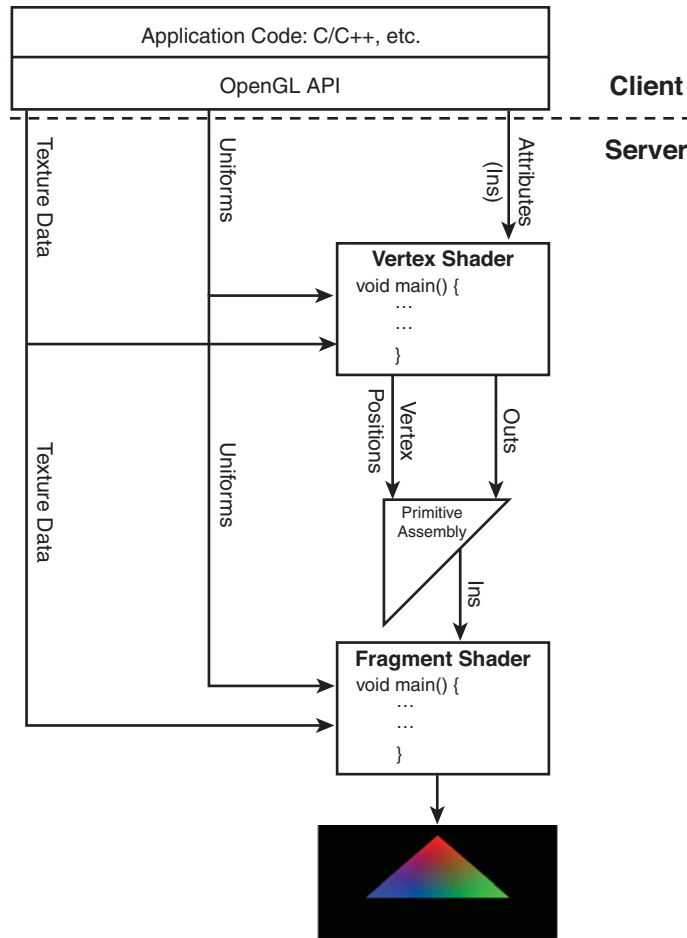 Application Code: C/C++, etc.
OpenGL API
Client
Server
Texture Data
Uniforms
Attributes
(Ins)
Vertex Shader
void main() {
...
...
}
Vertex
Positions
Outs
Texture Data
Uniforms
Primitive
Assembly
Ins
Fragment Shader
void main() {
...
...
}